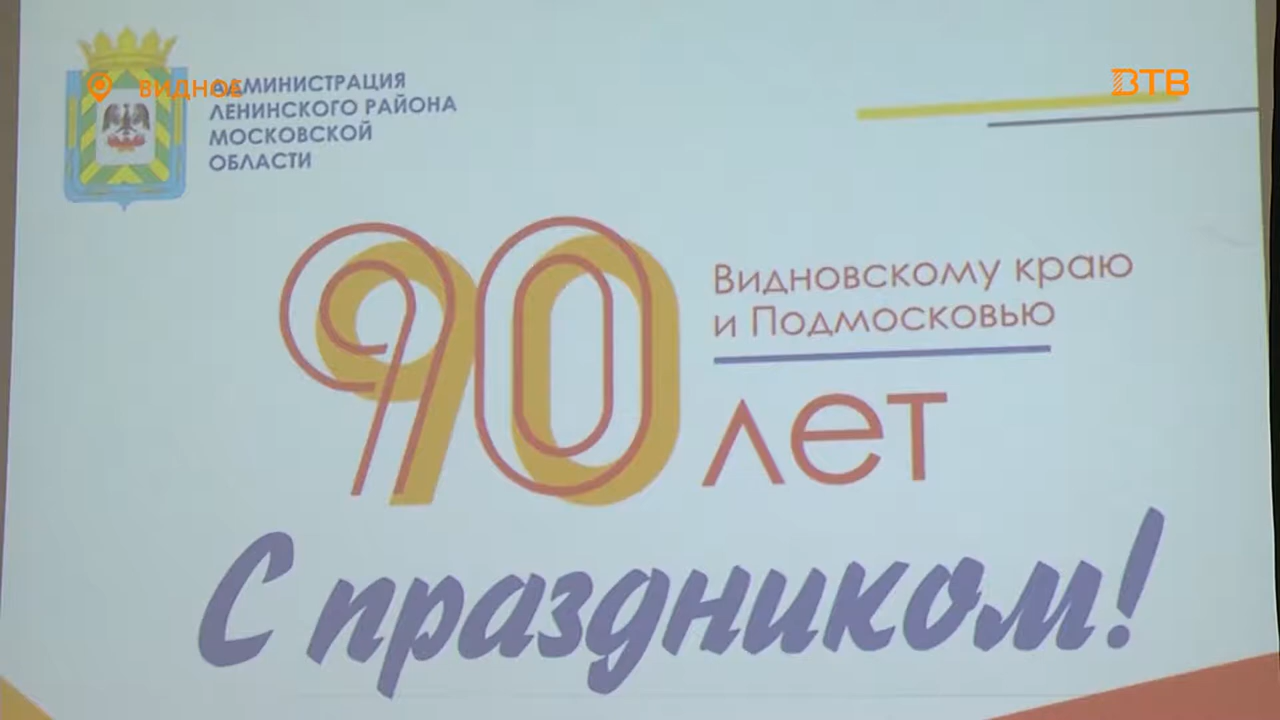 ВИДНОЕ
ВТВ
АДМИНИСТРАЦИЯ
ЛЕНИНСКОГО РАЙОНА
МОСКОВСКОЙ
ОБЛАСТИ
90
Видновскому краю
и Подмосковью
лет
С праздником!